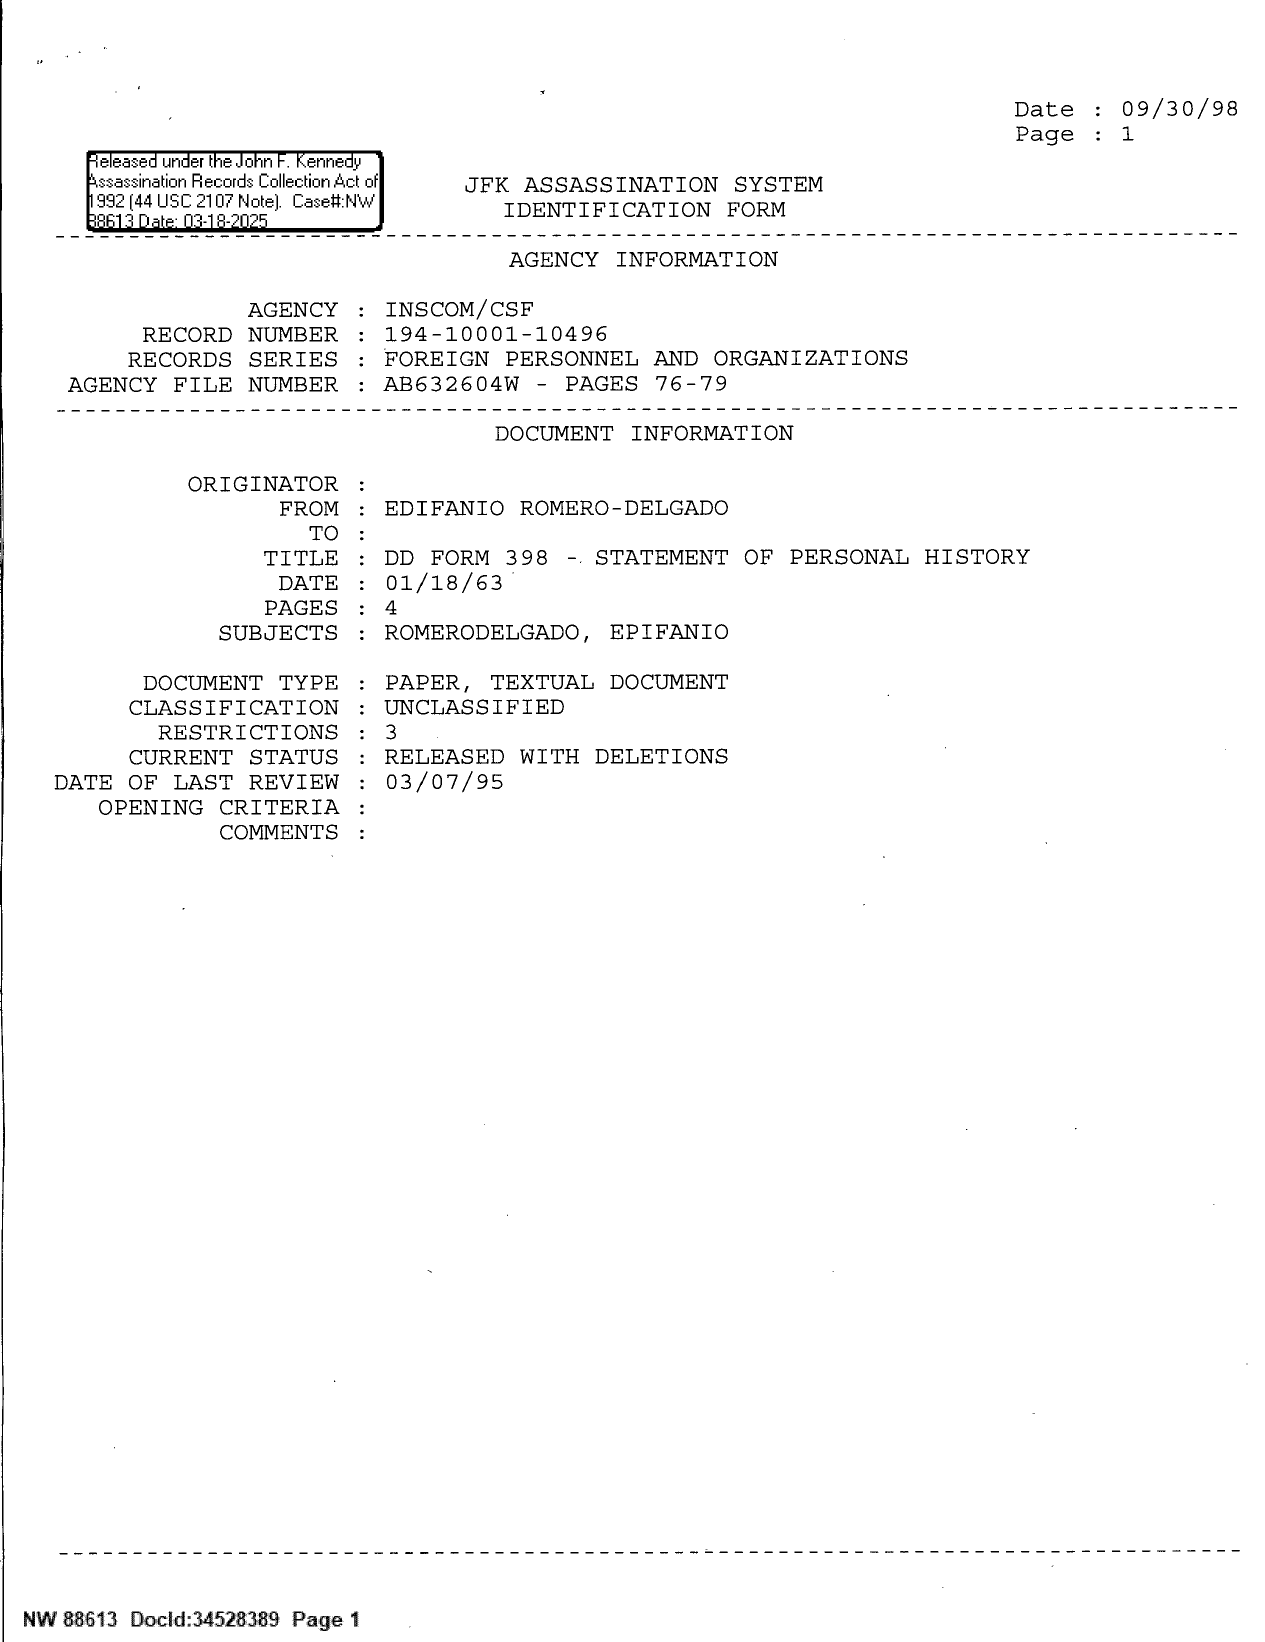 Date : 09/30/98
Page : 1
Released under the John F. Kennedy
Assassination Records Collection Act of
1992 (44 USC 2107 Note). Case#:NW
88613 Date: 03-18-2025
JFK ASSASSINATION SYSTEM
IDENTIFICATION FORM
AGENCY INFORMATION
AGENCY : INSCOM/CSF
RECORD NUMBER : 194-10001-10496
RECORDS SERIES : FOREIGN PERSONNEL AND ORGANIZATIONS
AGENCY FILE NUMBER : AB632604W - PAGES 76-79
DOCUMENT INFORMATION
ORIGINATOR :
FROM : EDIFANIO ROMERO-DELGADO
TO :
TITLE : DD FORM 398 - STATEMENT OF PERSONAL HISTORY
DATE : 01/18/63
PAGES : 4
SUBJECTS : ROMERODELGADO, EPIFANIO
DOCUMENT TYPE : PAPER, TEXTUAL DOCUMENT
CLASSIFICATION : UNCLASSIFIED
RESTRICTIONS : 3
CURRENT STATUS : RELEASED WITH DELETIONS
DATE OF LAST REVIEW : 03/07/95
OPENING CRITERIA :
COMMENTS :
NW 88613 DocId:34528389 Page 1